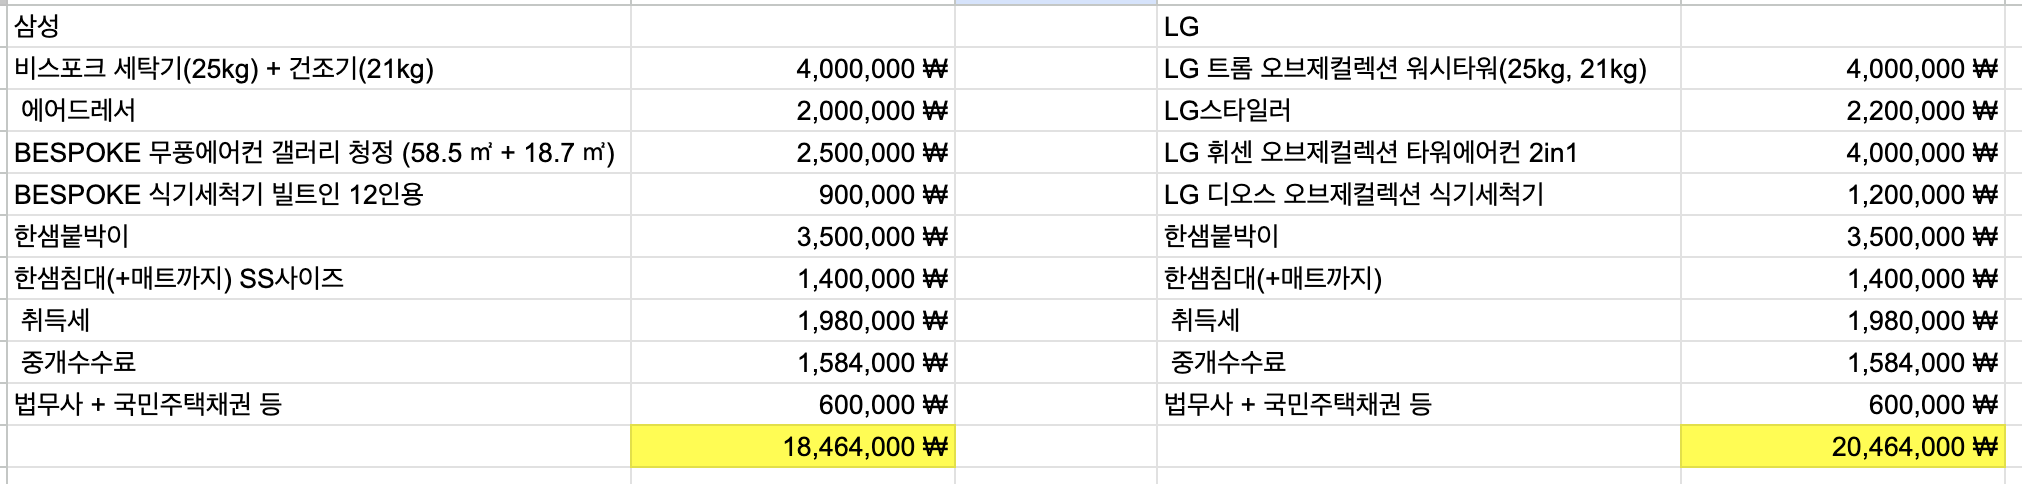 삼성 LG
비스포크 세탁기(25kg) + 건조기(21kg) 4,000,000 ₩ LG 트롬 오브제컬렉션 워시타워(25kg, 21kg) 4,000,000 ₩
에어드레서 2,000,000 ₩ LG스타일러 2,200,000 ₩
BESPOKE 무풍에어컨 갤러리 청정 (58.5 ㎡ + 18.7 ㎡) 2,500,000 ₩ LG 휘센 오브제컬렉션 타워에어컨 2in1 4,000,000 ₩
BESPOKE 식기세척기 빌트인 12인용 900,000 ₩ LG 디오스 오브제컬렉션 식기세척기 1,200,000 ₩
한샘붙박이 3,500,000 ₩ 한샘붙박이 3,500,000 ₩
한샘침대(+매트까지) SS사이즈 1,400,000 ₩ 한샘침대(+매트까지) 1,400,000 ₩
취득세 1,980,000 ₩ 취득세 1,980,000 ₩
중개수수료 1,584,000 ₩ 중개수수료 1,584,000 ₩
법무사 + 국민주택채권 등 600,000 ₩ 법무사 + 국민주택채권 등 600,000 ₩
18,464,000 ₩ 20,464,000 ₩